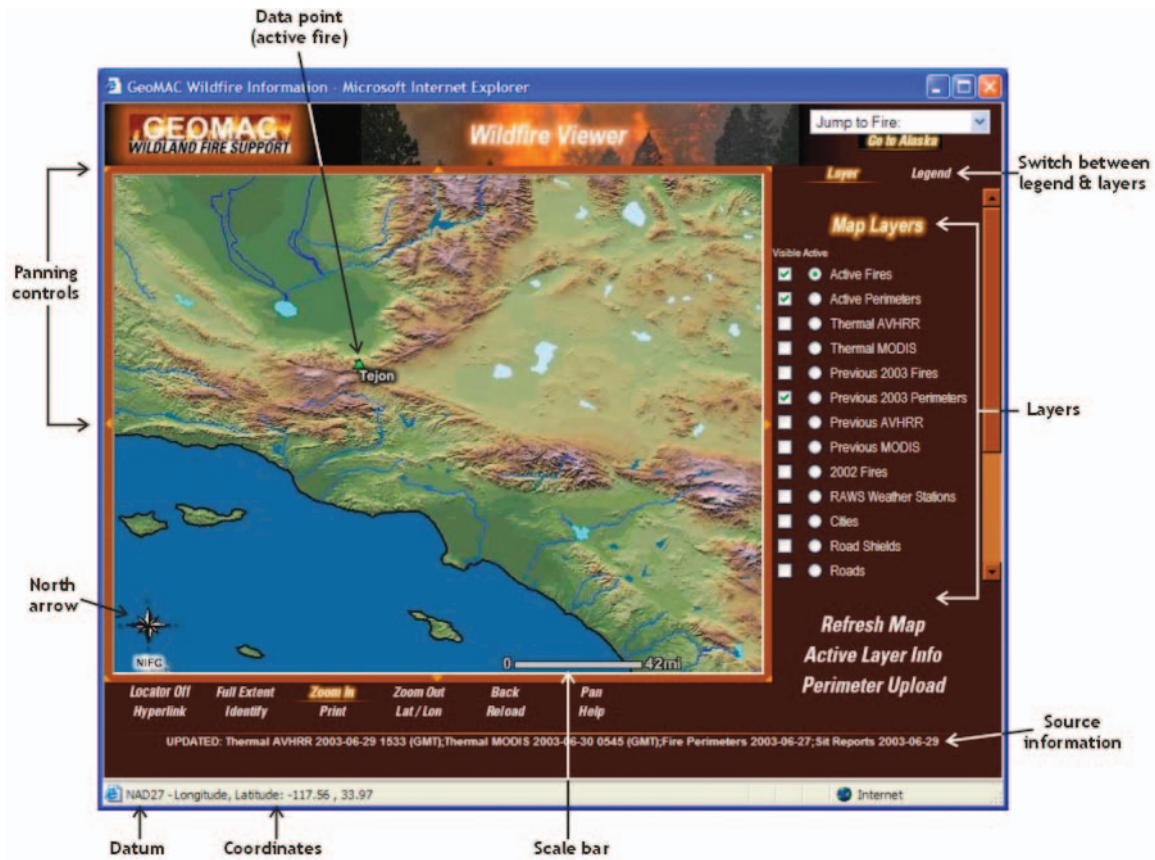 Data point
(active fire)
GeoMAC Wildfire Information - Microsoft Internet Explorer
GEOMAC
WILDLAND FIRE SUPPORT
Wildfire Viewer
Jump to Fire:
Go to Alaska
Layer
Legend
Switch between
legend & layers
Map Layers
Visible Active
Active Fires
Active Perimeters
Thermal AVHRR
Thermal MODIS
Previous 2003 Fires
Previous 2003 Perimeters
Previous AVHRR
Previous MODIS
2002 Fires
RAWS Weather Stations
Cities
Road Shields
Roads
Layers
Panning
controls
Tejon
North
arrow
NIFC
0 42mi
Refresh Map
Active Layer Info
Perimeter Upload
Locator Off Full Extent Zoom In Zoom Out Back Pan
Hyperlink Identify Print Lat / Lon Reload Help
UPDATED: Thermal AVHRR 2003-06-29 1533 (GMT);Thermal MODIS 2003-06-30 0545 (GMT);Fire Perimeters 2003-06-27;Sit Reports 2003-06-29
Source
information
NAD27 - Longitude, Latitude: -117.56 , 33.97
Internet
Datum
Coordinates
Scale bar